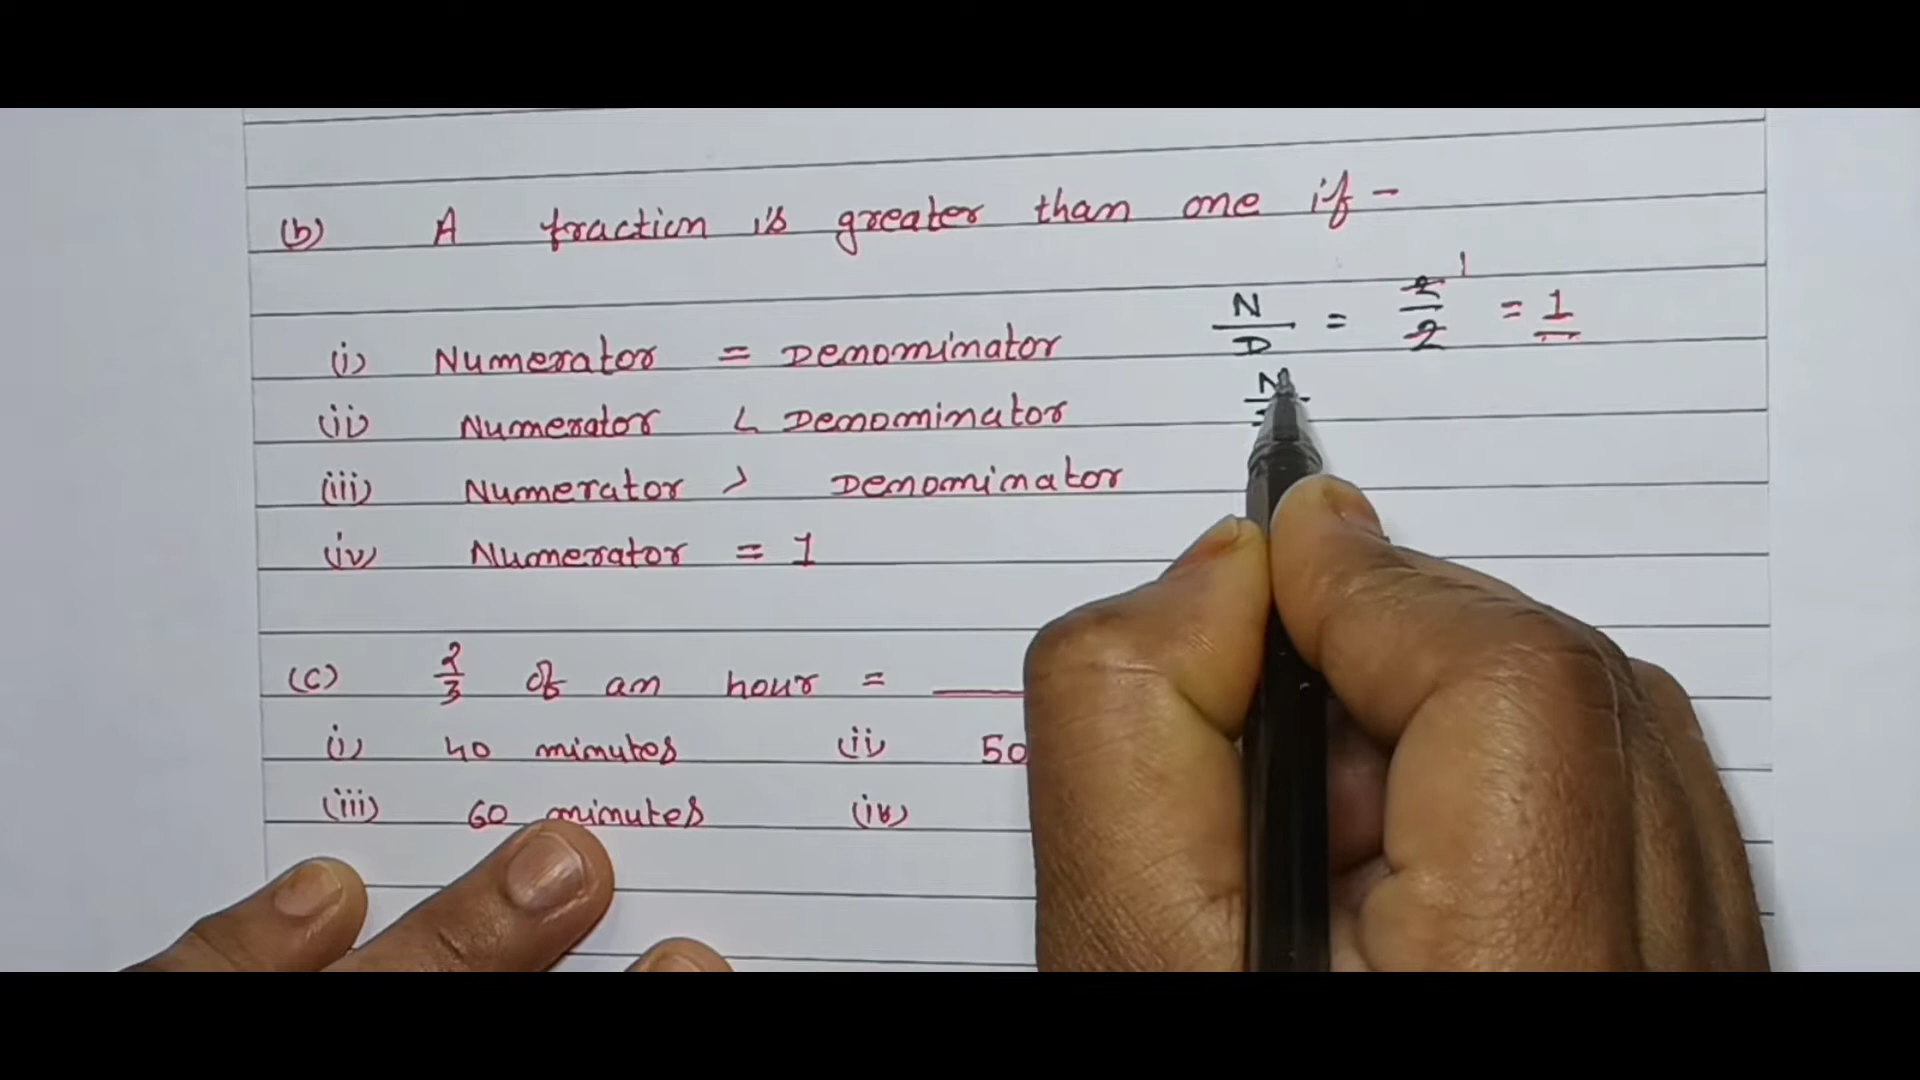 (b) A fraction is greater than one if -
N/D = 2/2 1 = 1
(i) Numerator = Denominator
N
(ii) Numerator < Denominator
(iii) Numerator > Denominator
(iv) Numerator = 1
(c) 2/3 of an hour = ____
(i) 40 minutes (ii) 50
(iii) 60 minutes (iv)